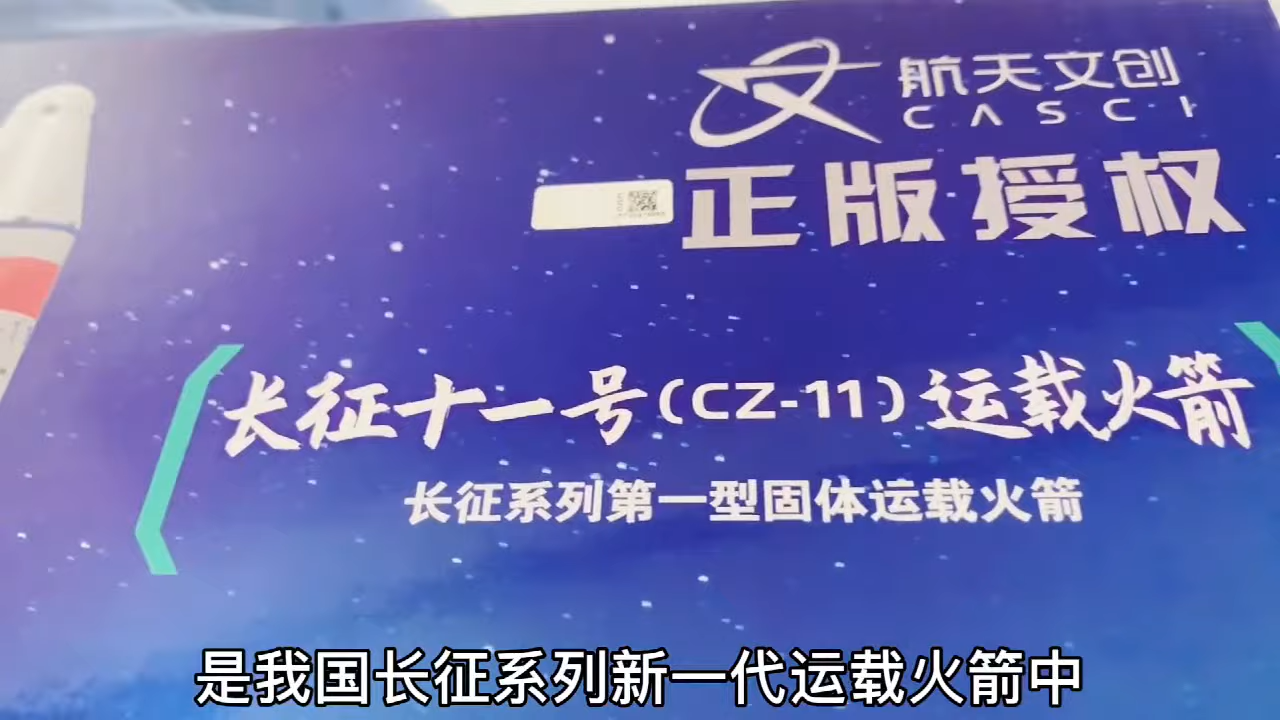 航天文创
CASCI
正版授权
长征十一号(CZ-11)运载火箭
长征系列第一型固体运载火箭
是我国长征系列新一代运载火箭中